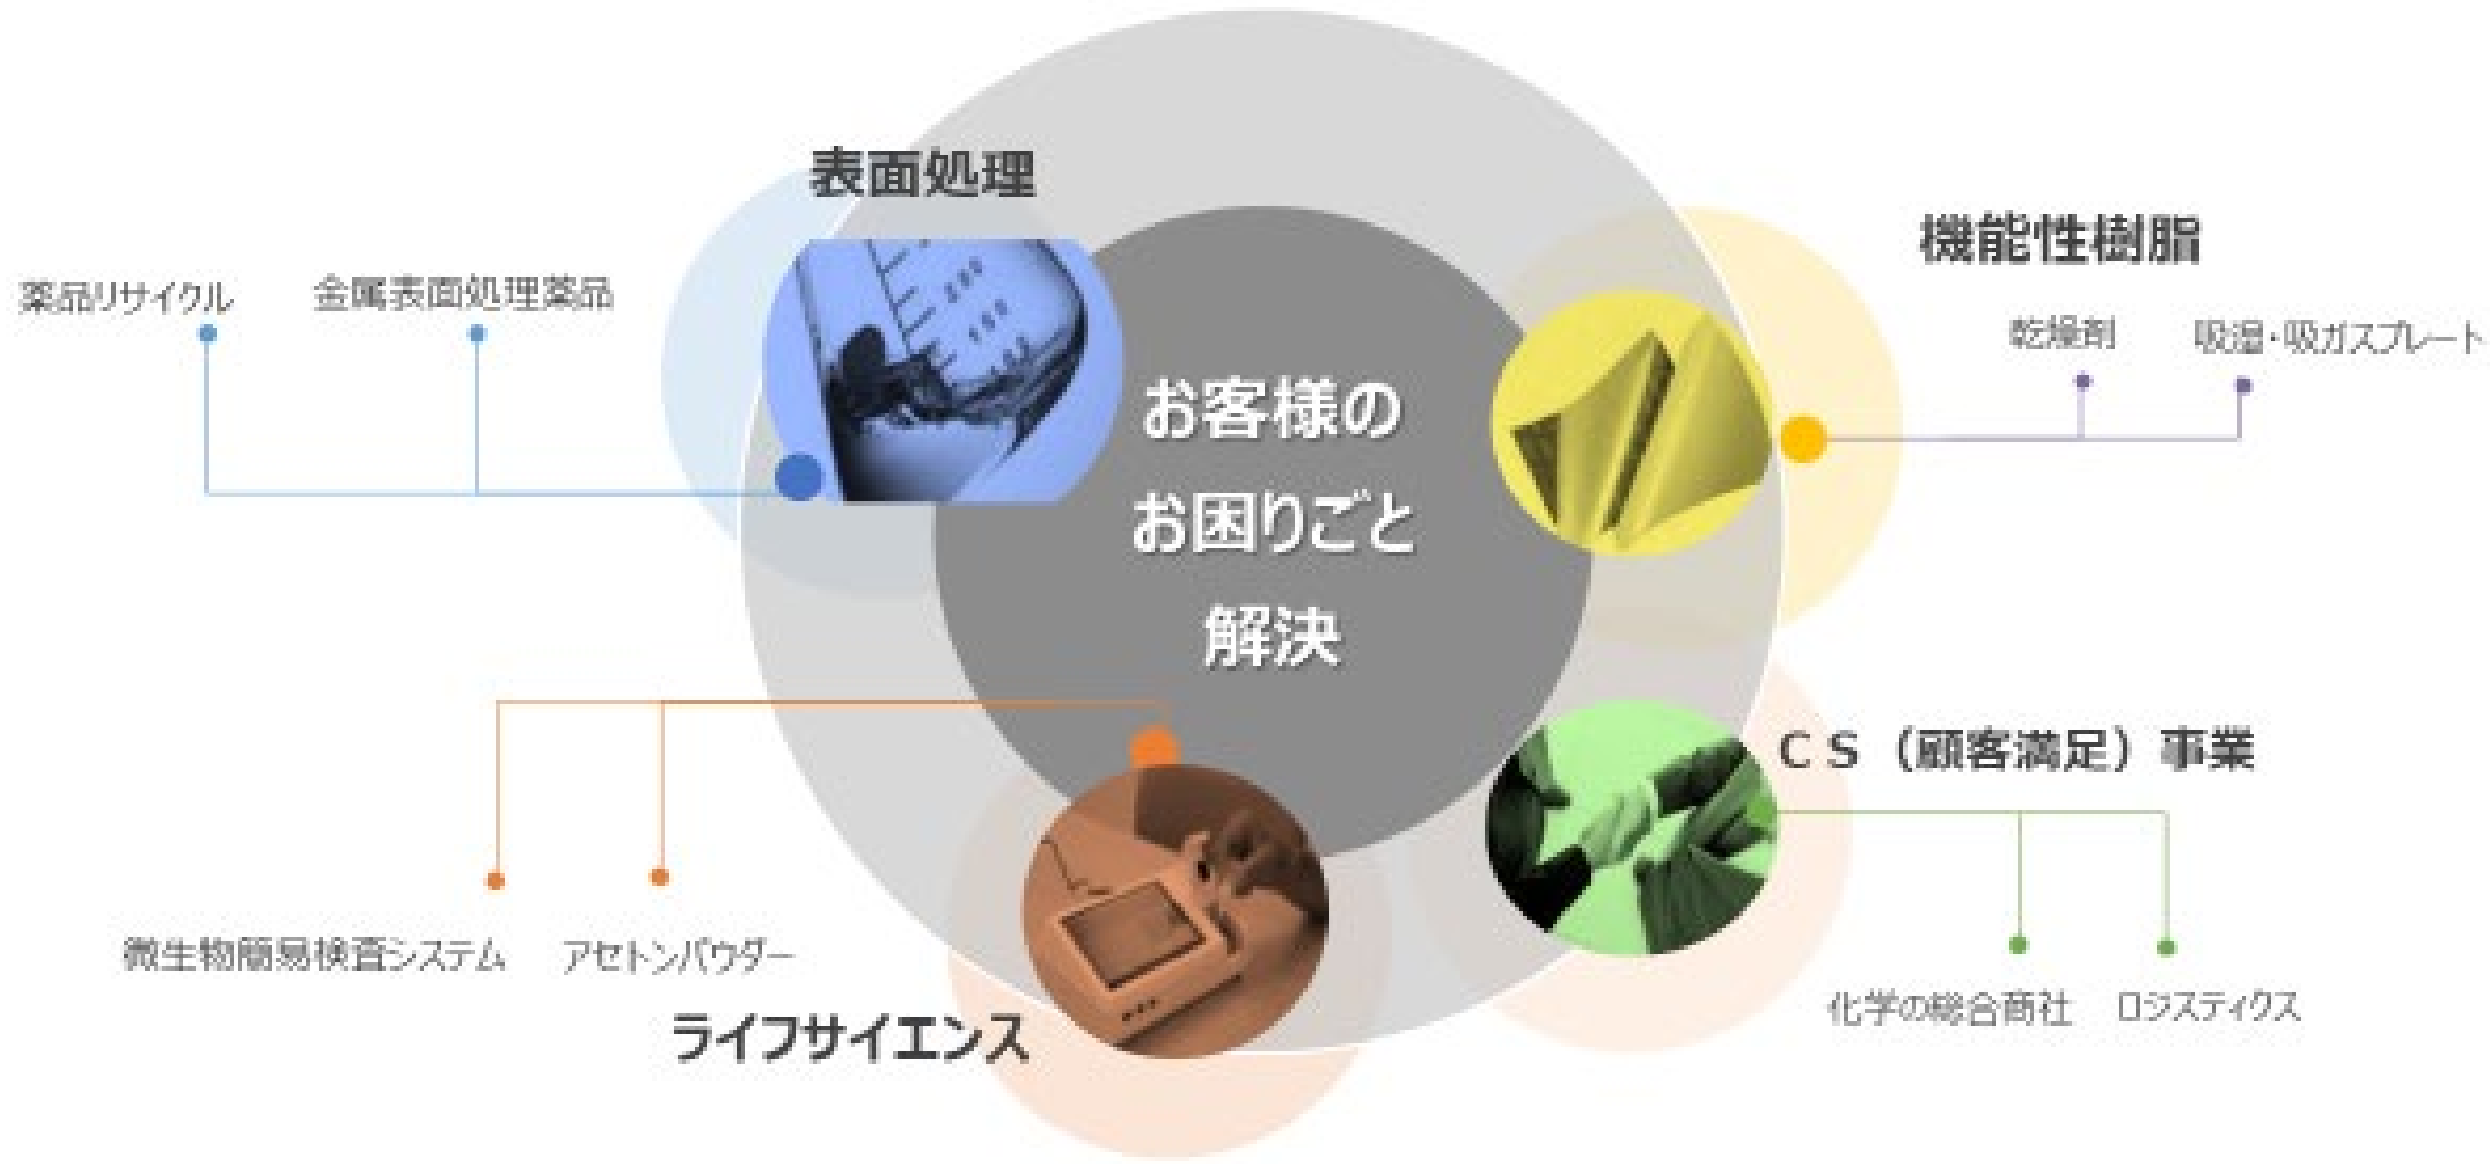 表面処理
薬品リサイクル
金属表面処理薬品
機能性樹脂
乾燥剤
吸湿・吸ガスプレート
200
150
お客様の
お困りごと
解決
CS（顧客満足）事業
化学の総合商社
ロジスティクス
微生物簡易検査システム
アセトンパウダー
ライフサイエンス